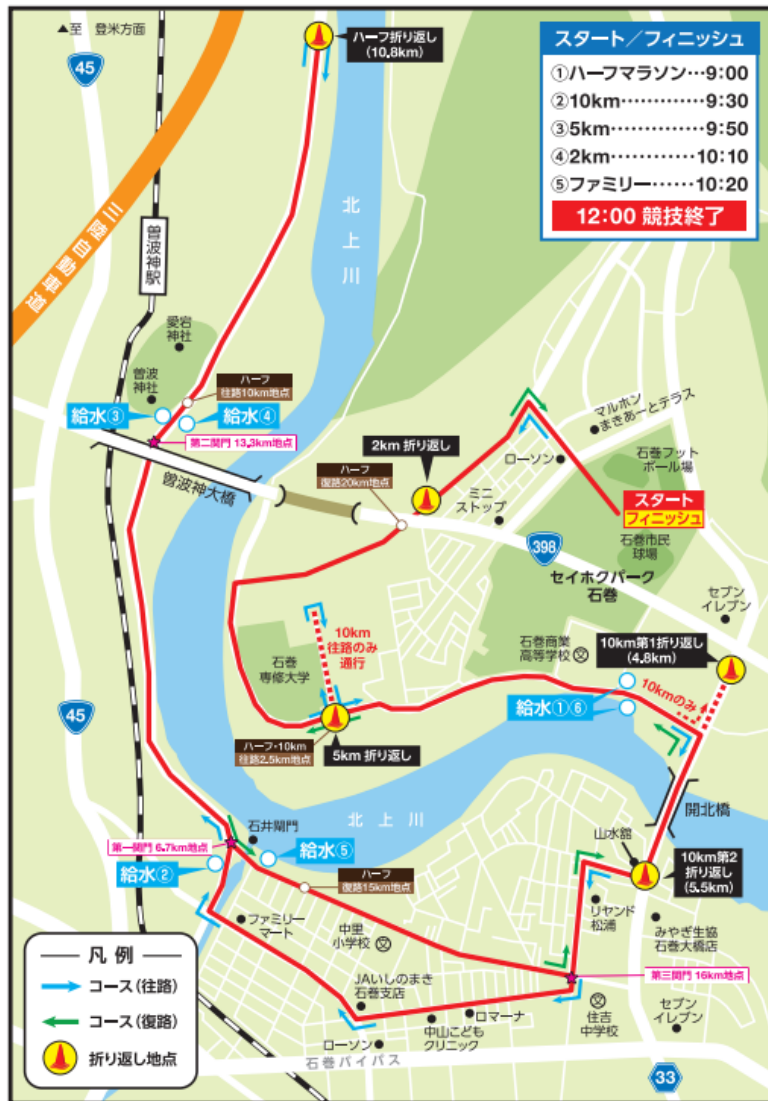 ▲至 登米方面
45
ハーフ折り返し
(10.8km)
スタート／フィニッシュ
①ハーフマラソン…9:00
②10km…………9:30
③5km……………9:50
④2km…………10:10
⑤ファミリー……10:20
12:00 競技終了
三陸自動車道
曽波神駅
北上川
愛宕
神社
曽波
神社
ハーフ
往路10km地点
給水③
給水④
第二関門 13.3km地点
曽波神大橋
2km 折り返し
ハーフ
復路20km地点
マルホン
まきあーとテラス
ローソン
ミニ
ストップ
石巻フット
ボール場
スタート
フィニッシュ
石巻市民
球場
398
セイホクパーク
石巻
セブン
イレブン
10km
往路のみ
通行
石巻
専修大学
石巻商業
高等学校
10km第1折り返し
(4.8km)
10kmのみ
給水①⑥
45
ハーフ・10km
往路2.5km地点
5km 折り返し
開北橋
北上川
石井閘門
第一関門 6.7km地点
給水②
給水⑤
山水館
10km第2
折り返し
(5.5km)
ハーフ
復路15km地点
リヤンド
松浦
みやぎ生協
石巻大橋店
ファミリー
マート
中里
小学校
第三関門 16km地点
JAいしのまき
石巻支店
ロマーナ
中山こども
クリニック
住吉
中学校
セブン
イレブン
ローソン
石巻バイパス
33
凡例
コース(往路)
コース(復路)
折り返し地点